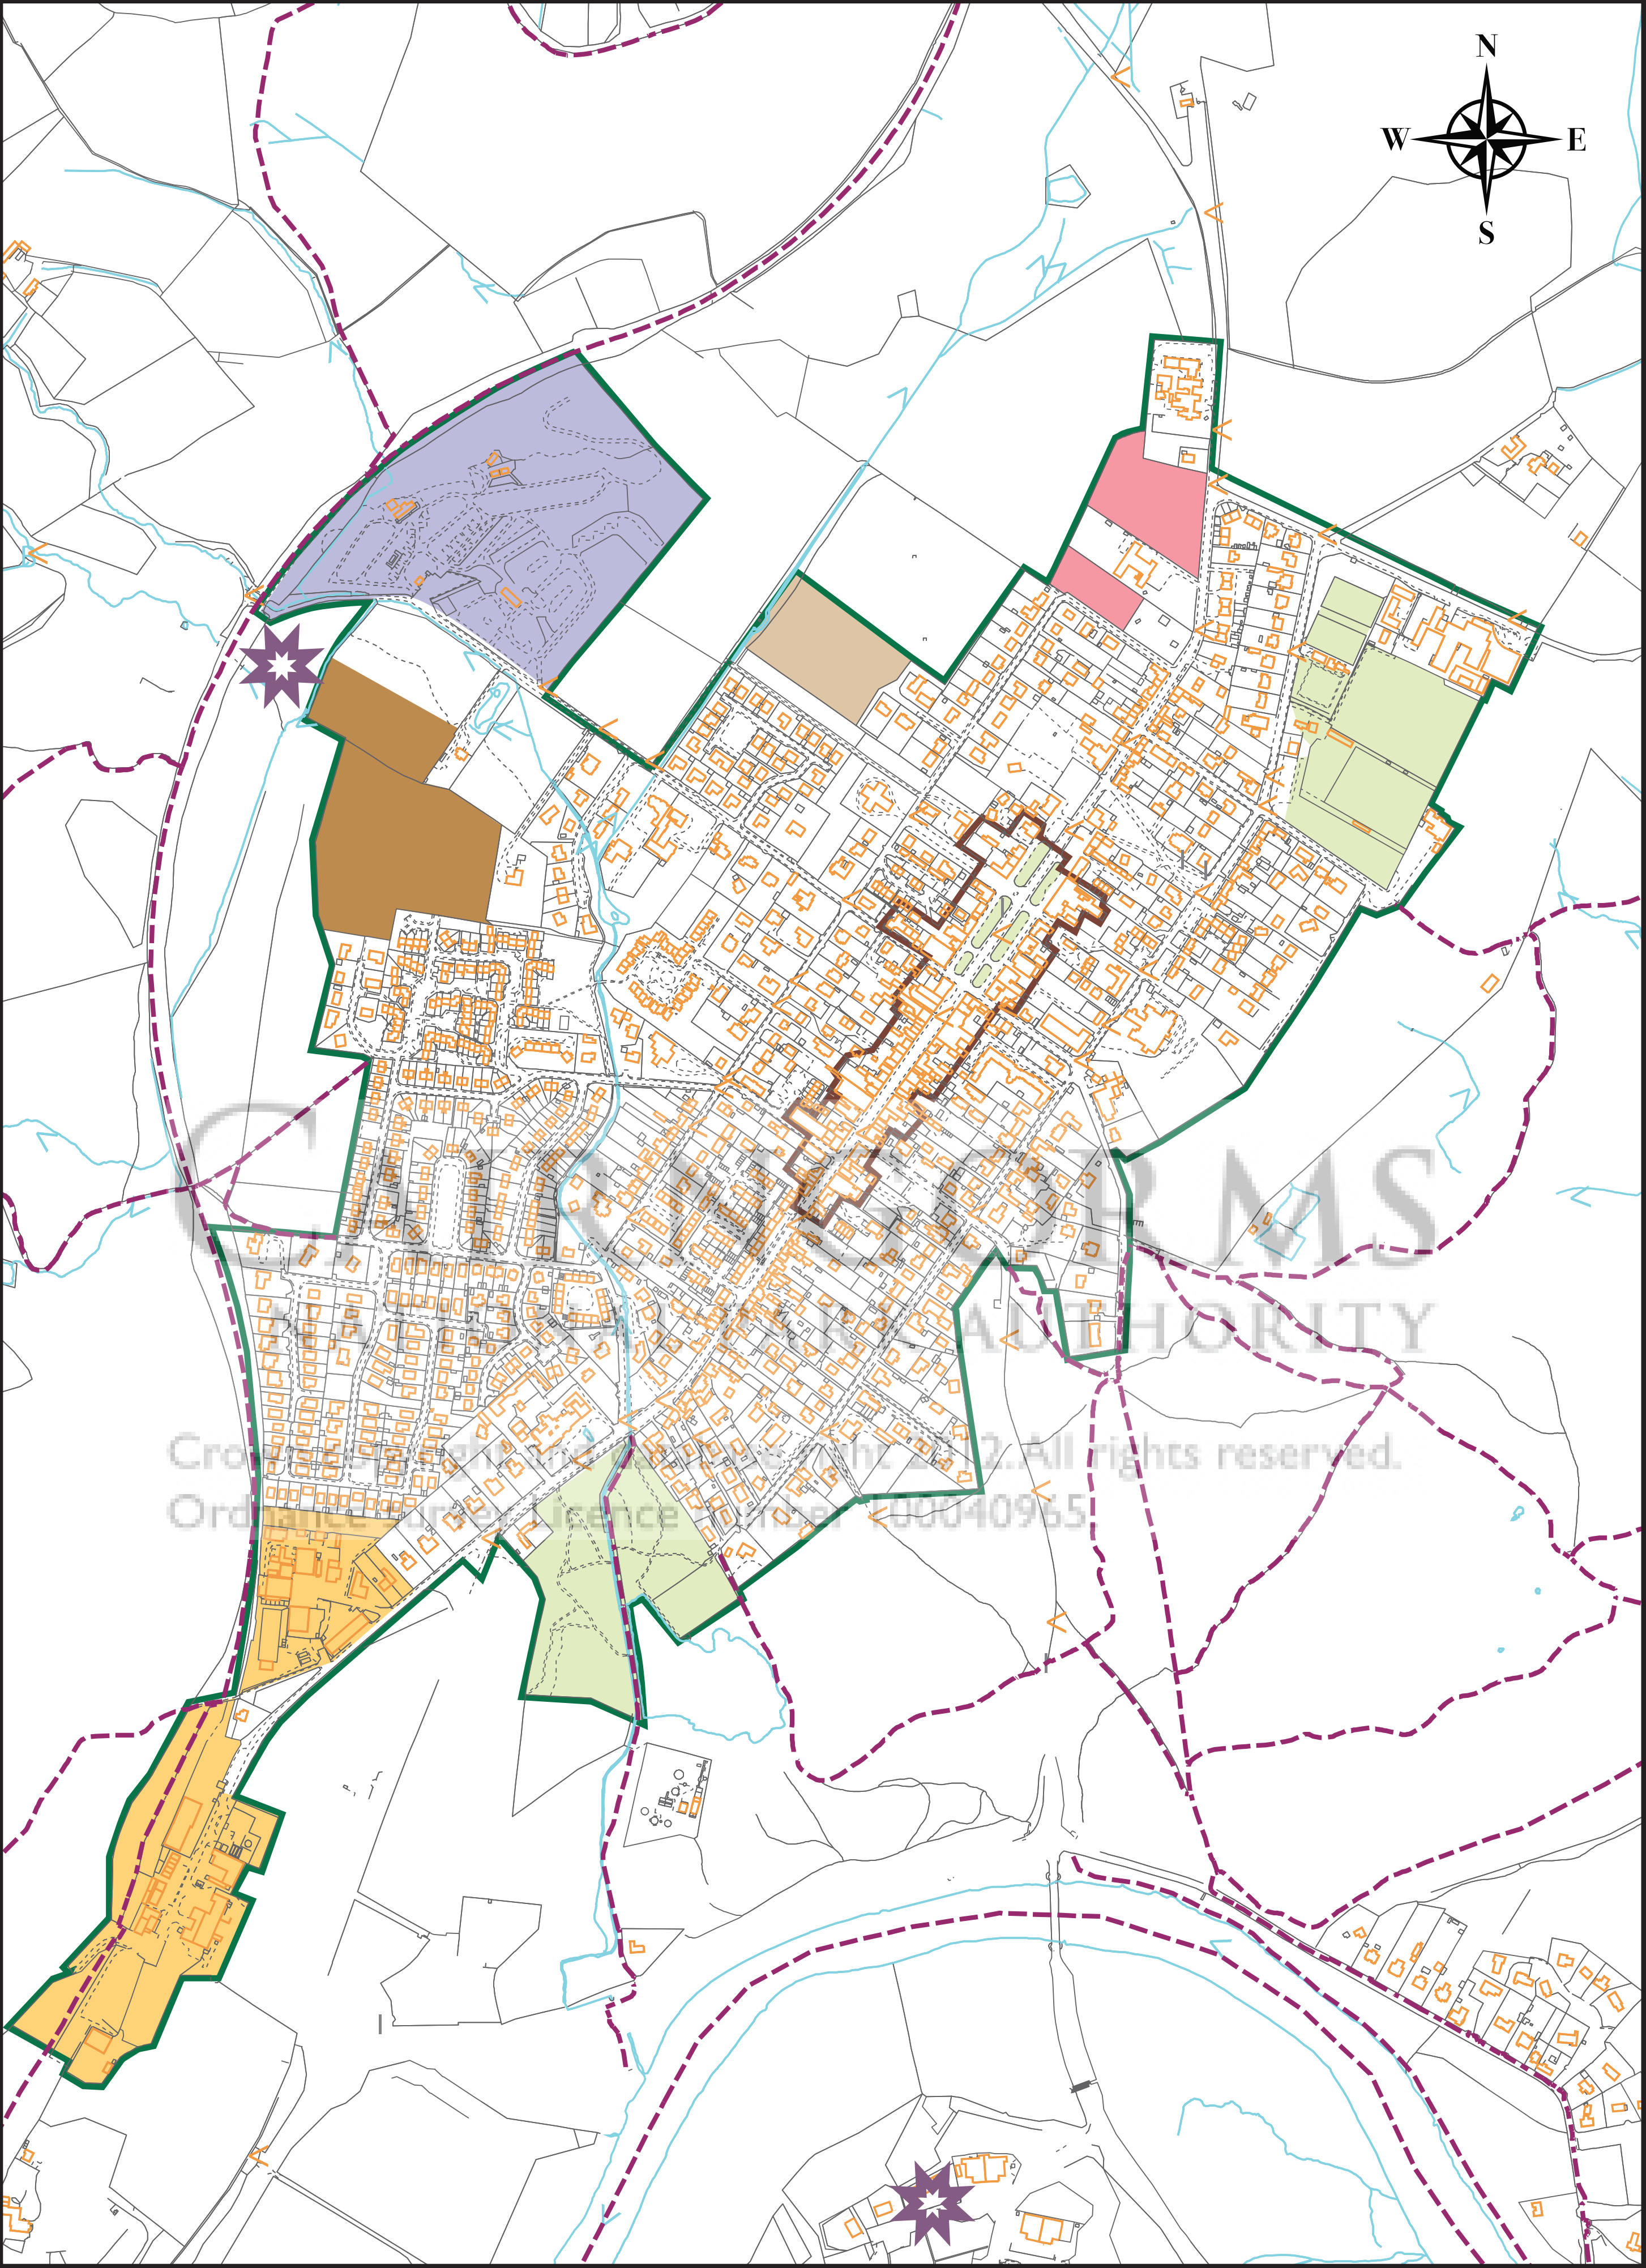 N
W E
S
CAIRNGORMS
NATIONAL PARK AUTHORITY
Crown copyright and database right 2012. All rights reserved.
Ordnance Survey Licence number 100040965.